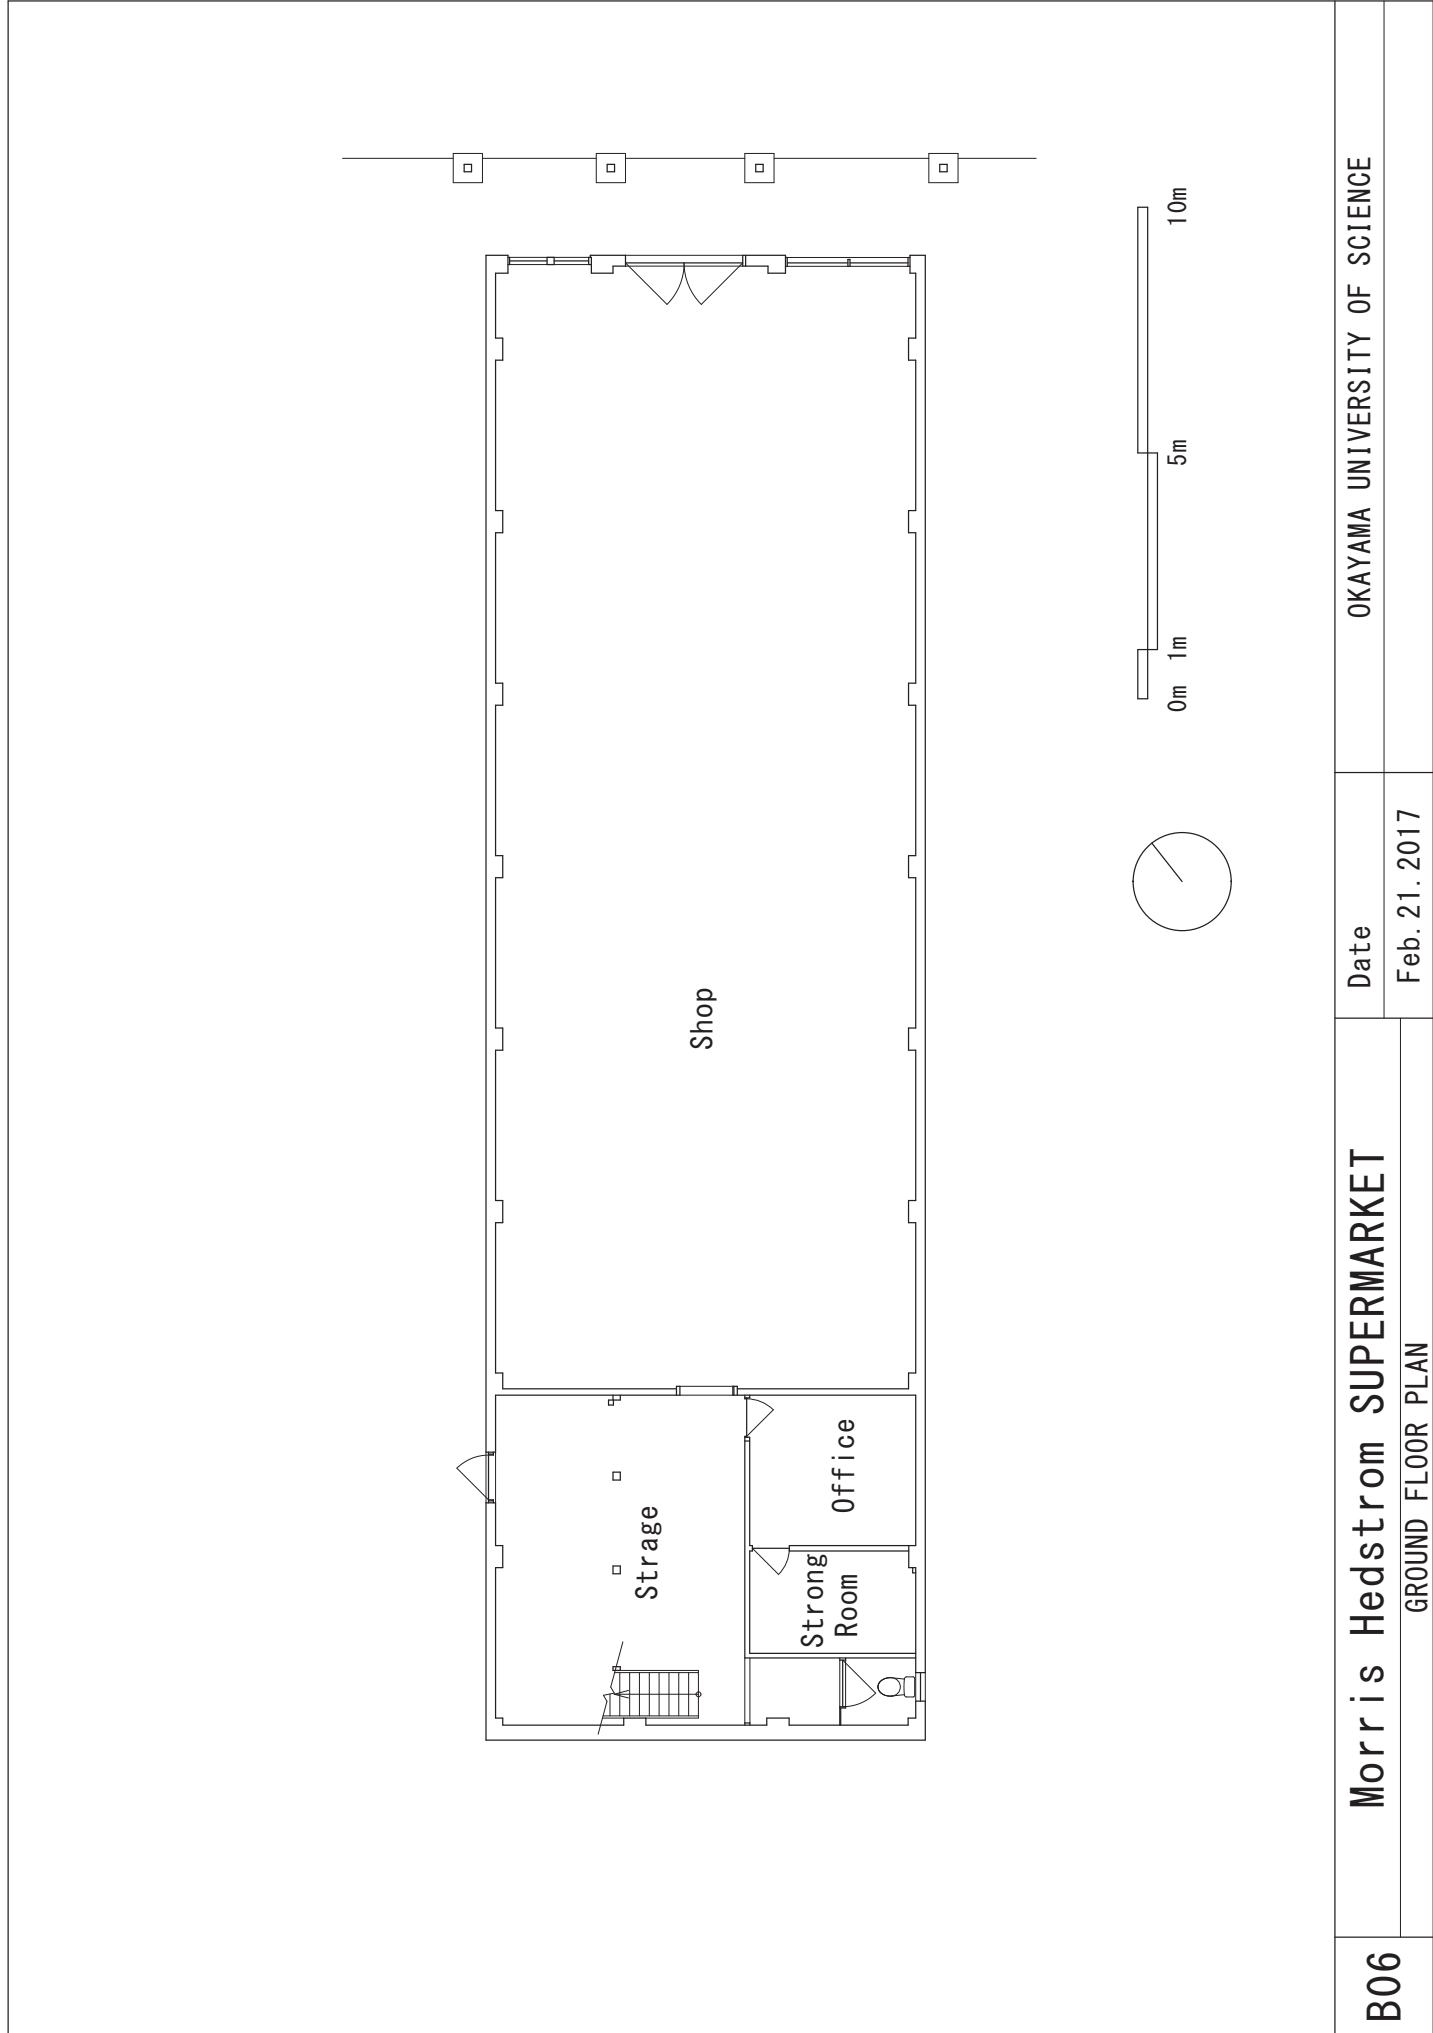 Strage
Strong
Room
Office
Shop
0m 1m 5m 10m
B06
Morris Hedstrom SUPERMARKET
GROUND FLOOR PLAN
Date
Feb. 21. 2017
OKAYAMA UNIVERSITY OF SCIENCE